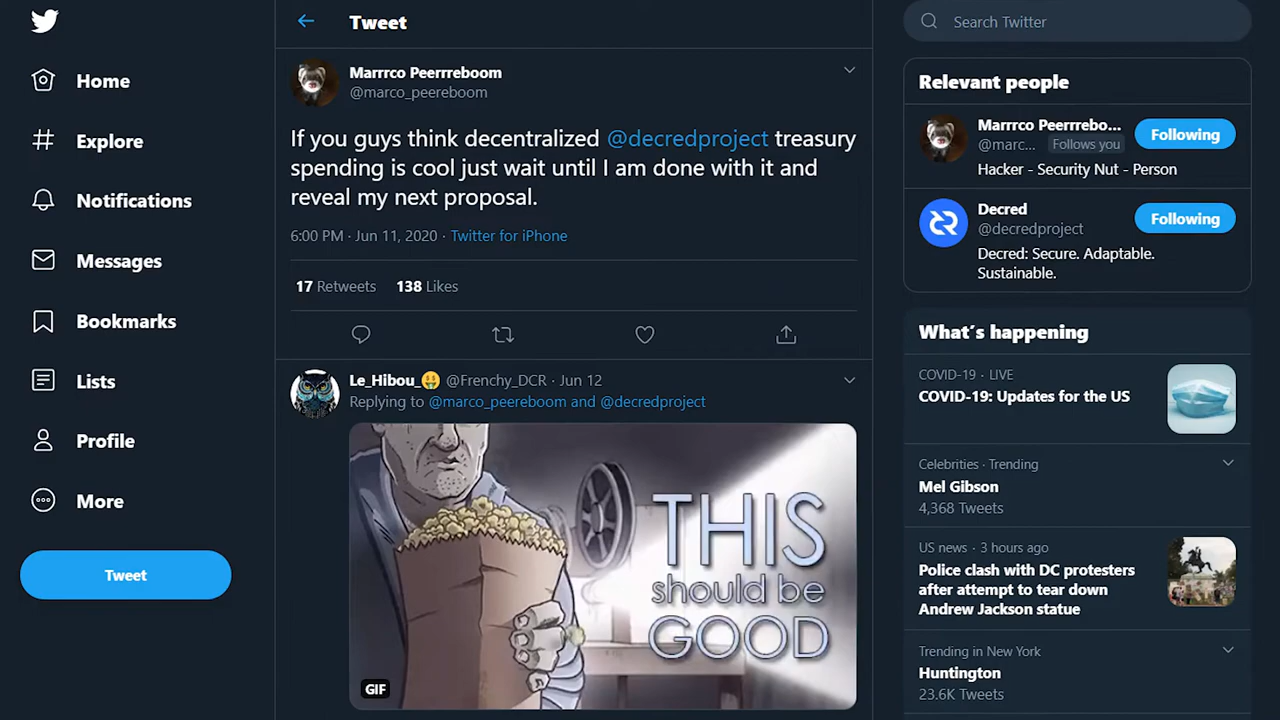 Home
Explore
Notifications
Messages
Bookmarks
Lists
Profile
More
Tweet
Tweet
Marrrco Peerrreboom
@marco_peereboom
If you guys think decentralized @decredproject treasury
spending is cool just wait until I am done with it and
reveal my next proposal.
6:00 PM · Jun 11, 2020 · Twitter for iPhone
17 Retweets 138 Likes
Le_Hibou_🤑 @Frenchy_DCR · Jun 12
Replying to @marco_peereboom and @decredproject
THIS
should be
GOOD
GIF
Search Twitter
Relevant people
Marrrco Peerrrebo...
@marc... Follows you
Following
Hacker - Security Nut - Person
Decred
@decredproject
Following
Decred: Secure. Adaptable.
Sustainable.
What's happening
COVID-19 · LIVE
COVID-19: Updates for the US
Celebrities · Trending
Mel Gibson
4,368 Tweets
US news · 3 hours ago
Police clash with DC protesters
after attempt to tear down
Andrew Jackson statue
Trending in New York
Huntington
23.6K Tweets